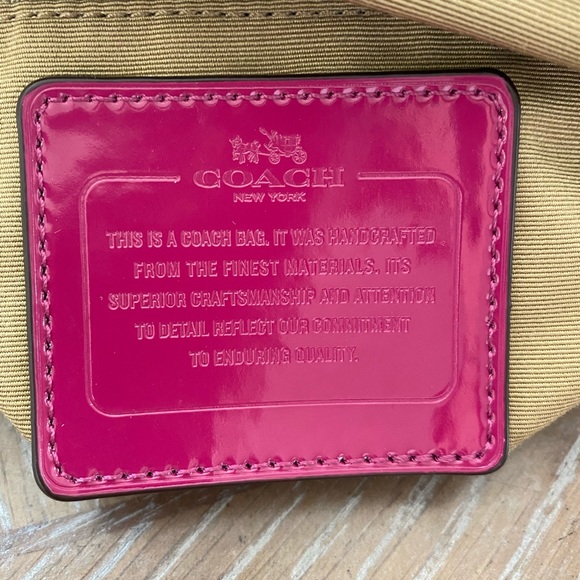 COACH
NEW YORK
THIS IS A COACH BAG. IT WAS HANDCRAFTED
FROM THE FINEST MATERIALS. ITS
SUPERIOR CRAFTSMANSHIP AND ATTENTION
TO DETAIL REFLECT OUR COMMITMENT
TO ENDURING QUALITY.